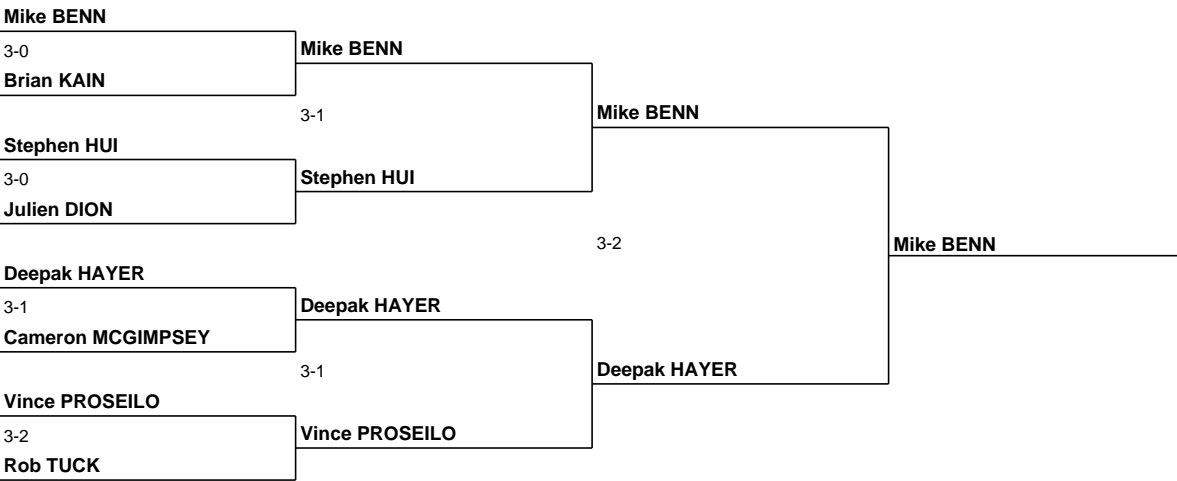 Mike BENN
3-0
Mike BENN
Brian KAIN
3-1
Mike BENN
Stephen HUI
3-0
Stephen HUI
Julien DION
3-2
Mike BENN
Deepak HAYER
3-1
Deepak HAYER
Cameron MCGIMPSEY
3-1
Deepak HAYER
Vince PROSEILO
3-2
Vince PROSEILO
Rob TUCK